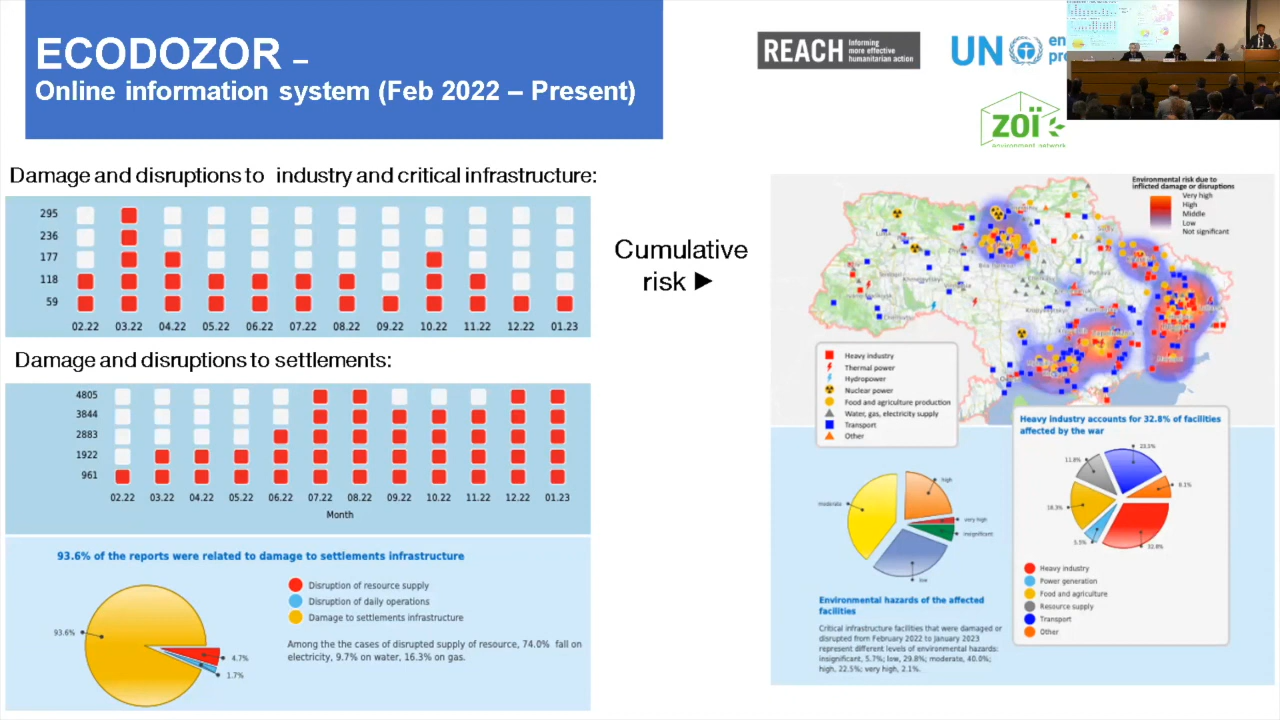 ECODOZOR –
Online information system (Feb 2022 – Present)
REACH
Informing
more effective
humanitarian action
UN
en
pro
zoï
environment network
Damage and disruptions to industry and critical infrastructure:
295
236
177
118
59
02.22 03.22 04.22 05.22 06.22 07.22 08.22 09.22 10.22 11.22 12.22 01.23
Damage and disruptions to settlements:
4805
3844
2883
1922
961
02.22 03.22 04.22 05.22 06.22 07.22 08.22 09.22 10.22 11.22 12.22 01.23
Month
93.6% of the reports were related to damage to settlements infrastructure
93.6%
4.7%
1.7%
Disruption of resource supply
Disruption of daily operations
Damage to settlements infrastructure
Among the the cases of disrupted supply of resource, 74.0% fall on
electricity, 9.7% on water, 16.3% on gas.
Cumulative
risk ►
Environmental risk due to
inflicted damage or disruptions
Very high
High
Middle
Low
Not significant
Heavy industry
Thermal power
Hydropower
Nuclear power
Food and agriculture production
Water, gas, electricity supply
Transport
Other
moderate
high
very high
insignificant
low
Environmental hazards of the affected
facilities
Critical infrastructure facilities that were damaged or
disrupted from February 2022 to January 2023
represent different levels of environmental hazards:
insignificant, 5.7%; low, 29.8%; moderate, 40.0%;
high, 22.5%; very high, 2.1%.
Heavy industry accounts for 32.8% of facilities
affected by the war
23.5%
11.8%
8.1%
18.3%
5.5%
32.8%
Heavy industry
Power generation
Food and agriculture
Resource supply
Transport
Other